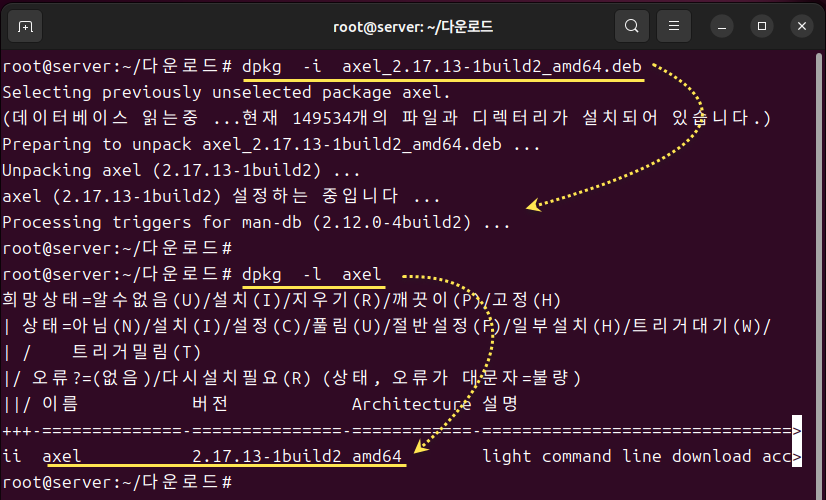 root@server: ~/다운로드
root@server:~/다운로드# dpkg -i axel_2.17.13-1build2_amd64.deb
Selecting previously unselected package axel.
(데이터베이스 읽는중 ...현재 149534개의 파일과 디렉터리가 설치되어 있습니다.)
Preparing to unpack axel_2.17.13-1build2_amd64.deb ...
Unpacking axel (2.17.13-1build2) ...
axel (2.17.13-1build2) 설정하는 중입니다 ...
Processing triggers for man-db (2.12.0-4build2) ...
root@server:~/다운로드#
root@server:~/다운로드# dpkg -l axel
희망상태=알수없음(U)/설치(I)/지우기(R)/깨끗이(P)/고정(H)
| 상태=아님(N)/설치(I)/설정(C)/풀림(U)/절반설정(F)/일부설치(H)/트리거대기(W)/
| / 트리거밀림(T)
|/ 오류?=(없음)/다시설치필요(R) (상태, 오류가 대문자=불량)
||/ 이름 버전 Architecture 설명
+++-==============-===============-============-===============================>
ii axel 2.17.13-1build2 amd64 light command line download acc>
root@server:~/다운로드#